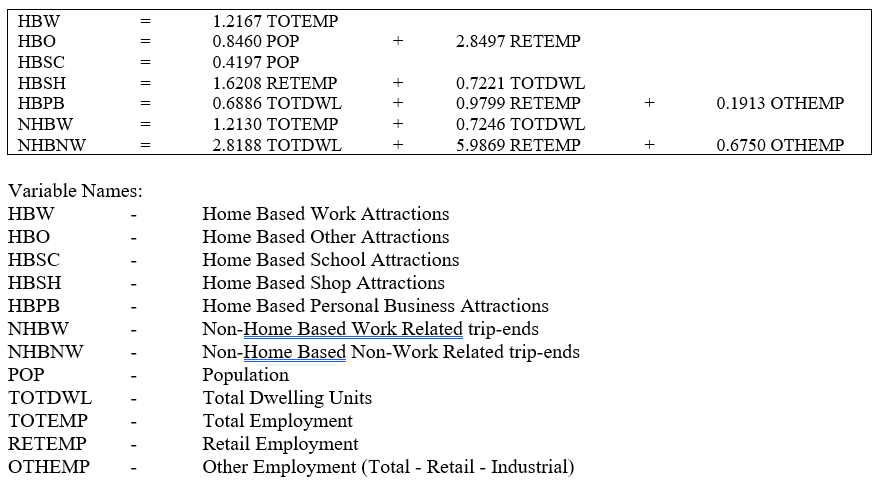 HBW = 1.2167 TOTEMP
HBO = 0.8460 POP + 2.8497 RETEMP
HBSC = 0.4197 POP
HBSH = 1.6208 RETEMP + 0.7221 TOTDWL
HBPB = 0.6886 TOTDWL + 0.9799 RETEMP + 0.1913 OTHEMP
NHBW = 1.2130 TOTEMP + 0.7246 TOTDWL
NHBNW = 2.8188 TOTDWL + 5.9869 RETEMP + 0.6750 OTHEMP
Variable Names:
HBW - Home Based Work Attractions
HBO - Home Based Other Attractions
HBSC - Home Based School Attractions
HBSH - Home Based Shop Attractions
HBPB - Home Based Personal Business Attractions
NHBW - Non-Home Based Work Related trip-ends
NHBNW - Non-Home Based Non-Work Related trip-ends
POP - Population
TOTDWL - Total Dwelling Units
TOTEMP - Total Employment
RETEMP - Retail Employment
OTHEMP - Other Employment (Total - Retail - Industrial)